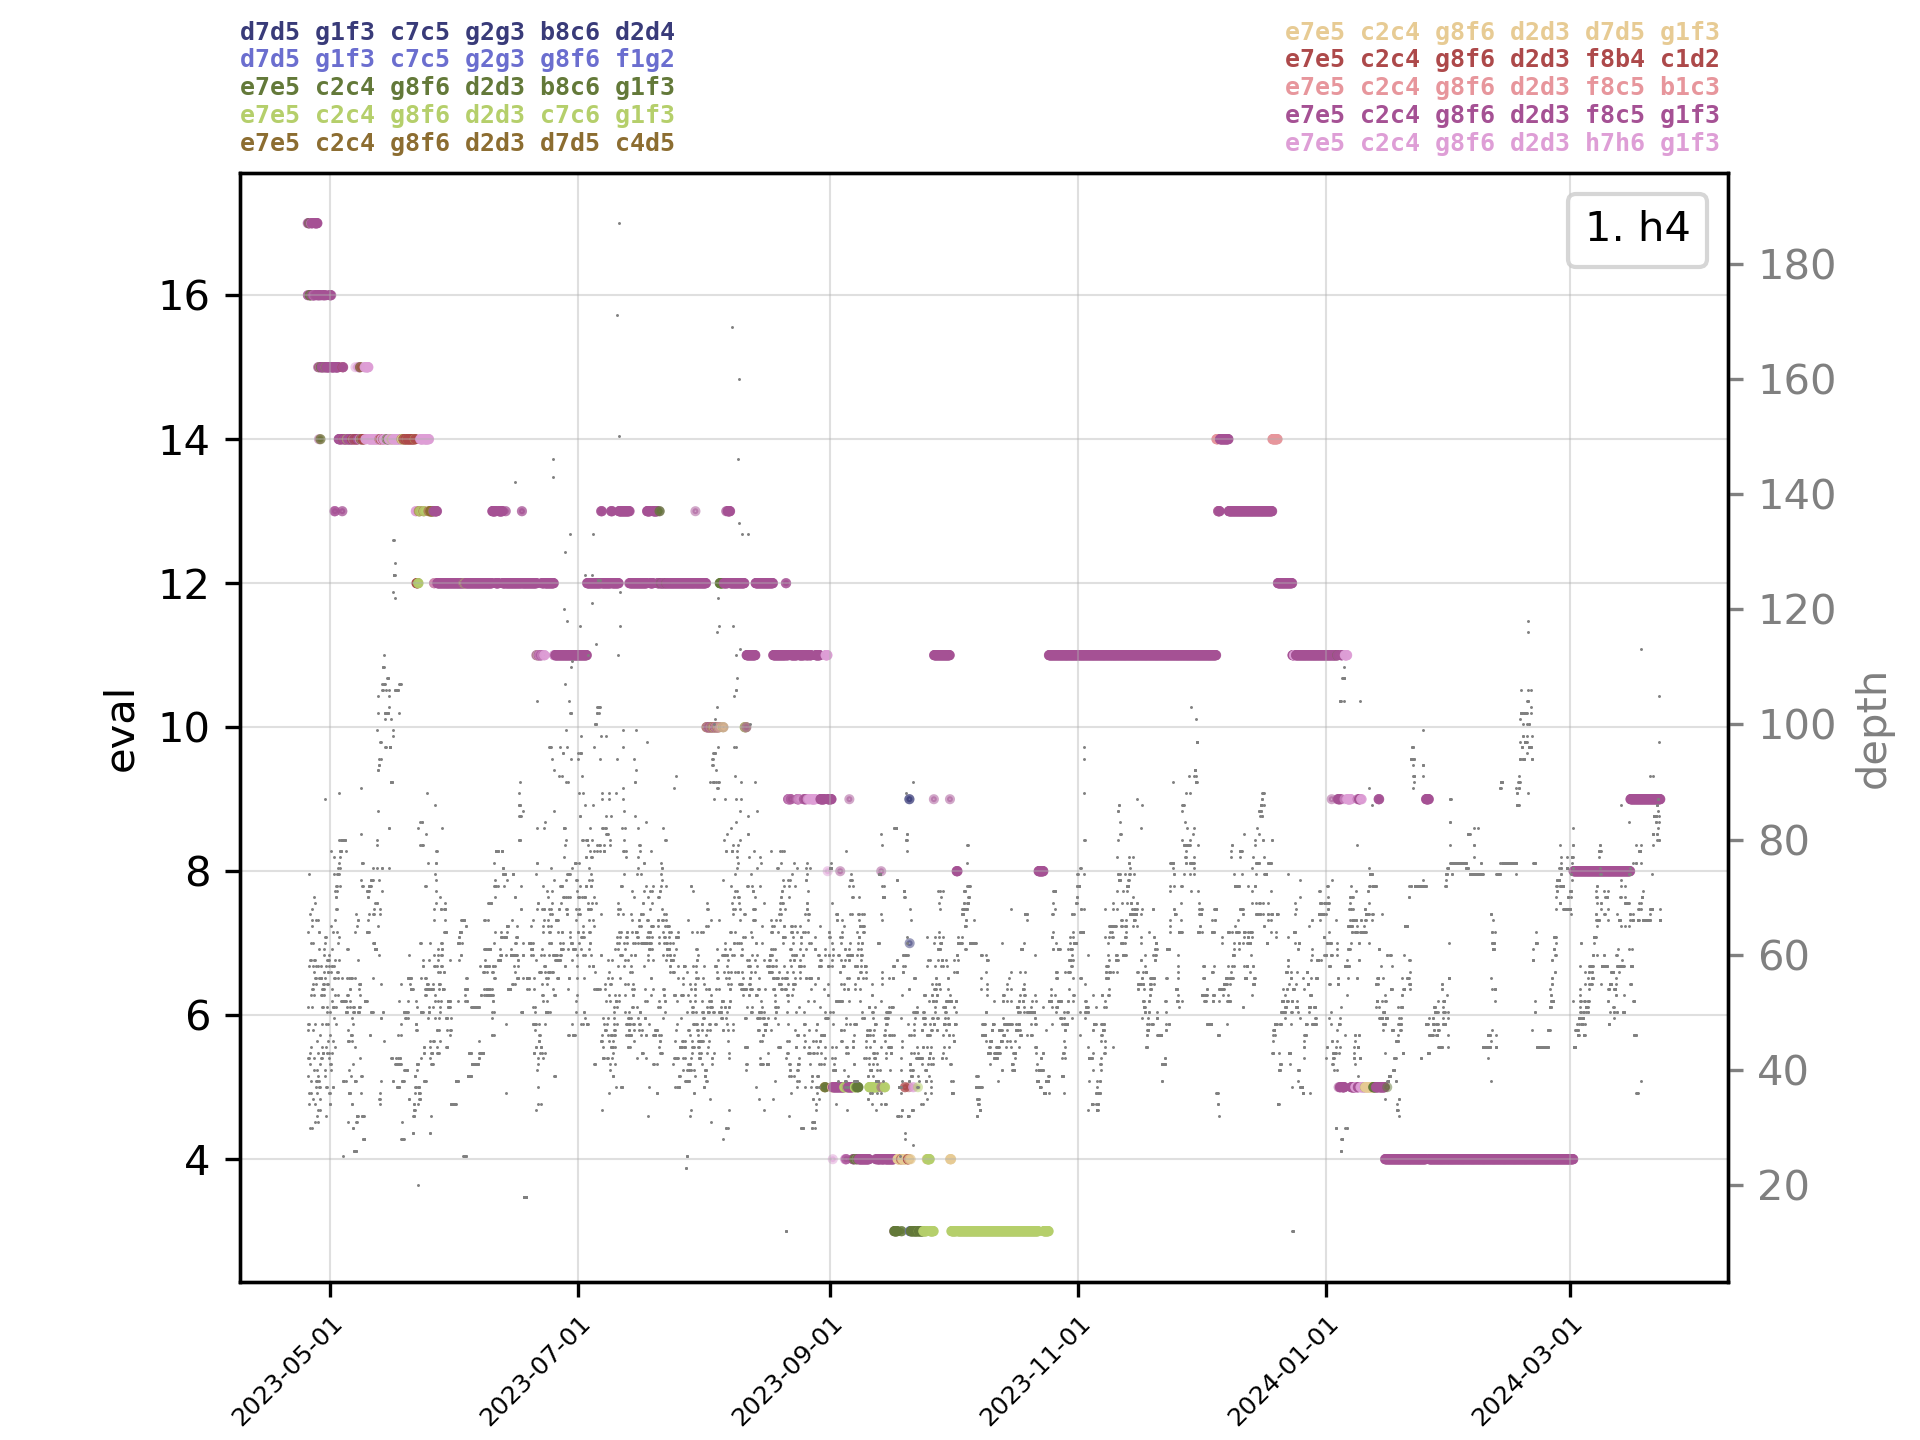 d7d5 g1f3 c7c5 g2g3 b8c6 d2d4
d7d5 g1f3 c7c5 g2g3 g8f6 f1g2
e7e5 c2c4 g8f6 d2d3 b8c6 g1f3
e7e5 c2c4 g8f6 d2d3 c7c6 g1f3
e7e5 c2c4 g8f6 d2d3 d7d5 c4d5
e7e5 c2c4 g8f6 d2d3 d7d5 g1f3
e7e5 c2c4 g8f6 d2d3 f8b4 c1d2
e7e5 c2c4 g8f6 d2d3 f8c5 b1c3
e7e5 c2c4 g8f6 d2d3 f8c5 g1f3
e7e5 c2c4 g8f6 d2d3 h7h6 g1f3
1. h4
eval
16
14
12
10
8
6
4
depth
180
160
140
120
100
80
60
40
20
2023-05-01
2023-07-01
2023-09-01
2023-11-01
2024-01-01
2024-03-01